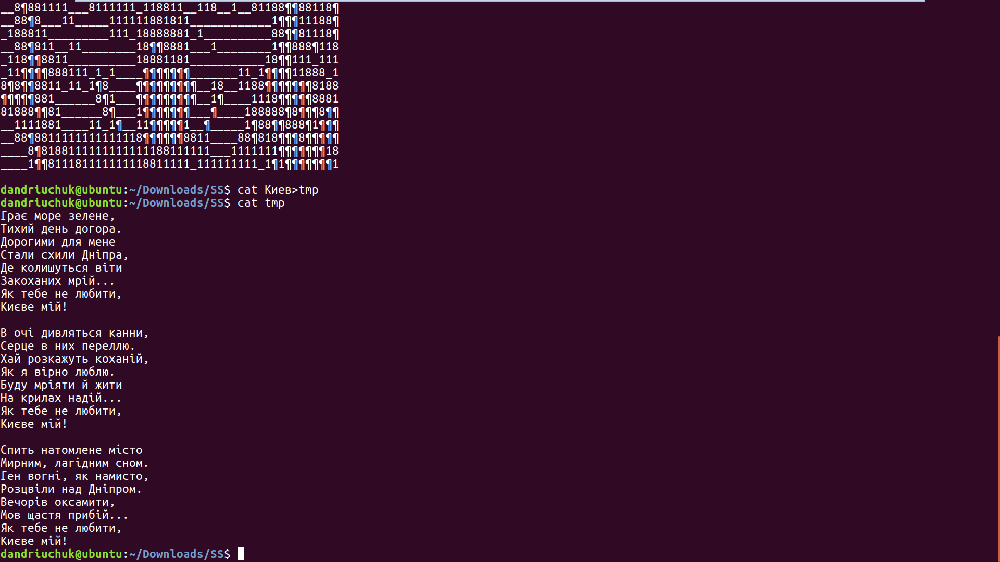 __8¶881111___8111111_118811__118__1__81188¶¶88118¶
__88¶8___11_____111111881811____________1¶¶¶11188¶
_188811_________111_18888881_1__________88¶¶81118¶
__88¶811__11________18¶¶8881___1________1¶¶888¶118
_118¶¶8811__________18881181___________18¶¶111_111
_11¶¶¶¶888111_1_1____¶¶¶¶¶¶¶_______11_1¶¶¶¶11888_1
8¶8¶¶8811_11_1¶8____¶¶¶¶¶¶¶¶¶__18__1188¶¶¶¶¶¶¶8188
¶¶¶¶¶881______8¶1___¶¶¶¶¶¶¶¶¶__1¶____1118¶¶¶¶¶8881
81888¶¶81______8¶___1¶¶¶¶¶¶¶___¶____188888¶8¶¶¶8¶¶
__1111881____11_1¶__11¶¶¶¶¶1__¶_____1¶88¶¶888¶1¶¶¶
__88¶88111111111111118¶¶¶¶¶¶8811____88¶818¶¶¶8¶¶¶¶¶
____8¶818811111111111188111111___1111111¶¶¶¶¶¶¶18
____1¶¶8111811111111118811111_111111111_1¶1¶¶¶¶¶¶¶1
dandriuchuk@ubuntu:~/Downloads/SS$ cat Киев>tmp
dandriuchuk@ubuntu:~/Downloads/SS$ cat tmp
Грає море зелене,
Тихий день догора.
Дорогими для мене
Стали схили Дніпра,
Де колишуться віти
Закоханих мрій...
Як тебе не любити,
Києве мій!
В очі дивляться канни,
Серце в них переллю.
Хай розкажуть коханій,
Як я вірно люблю.
Буду мріяти й жити
На крилах надій...
Як тебе не любити,
Києве мій!
Спить натомлене місто
Мирним, лагідним сном.
Ген вогні, як намисто,
Розцвіли над Дніпром.
Вечорів оксамити,
Мов щастя прибій...
Як тебе не любити,
Києве мій!
dandriuchuk@ubuntu:~/Downloads/SS$